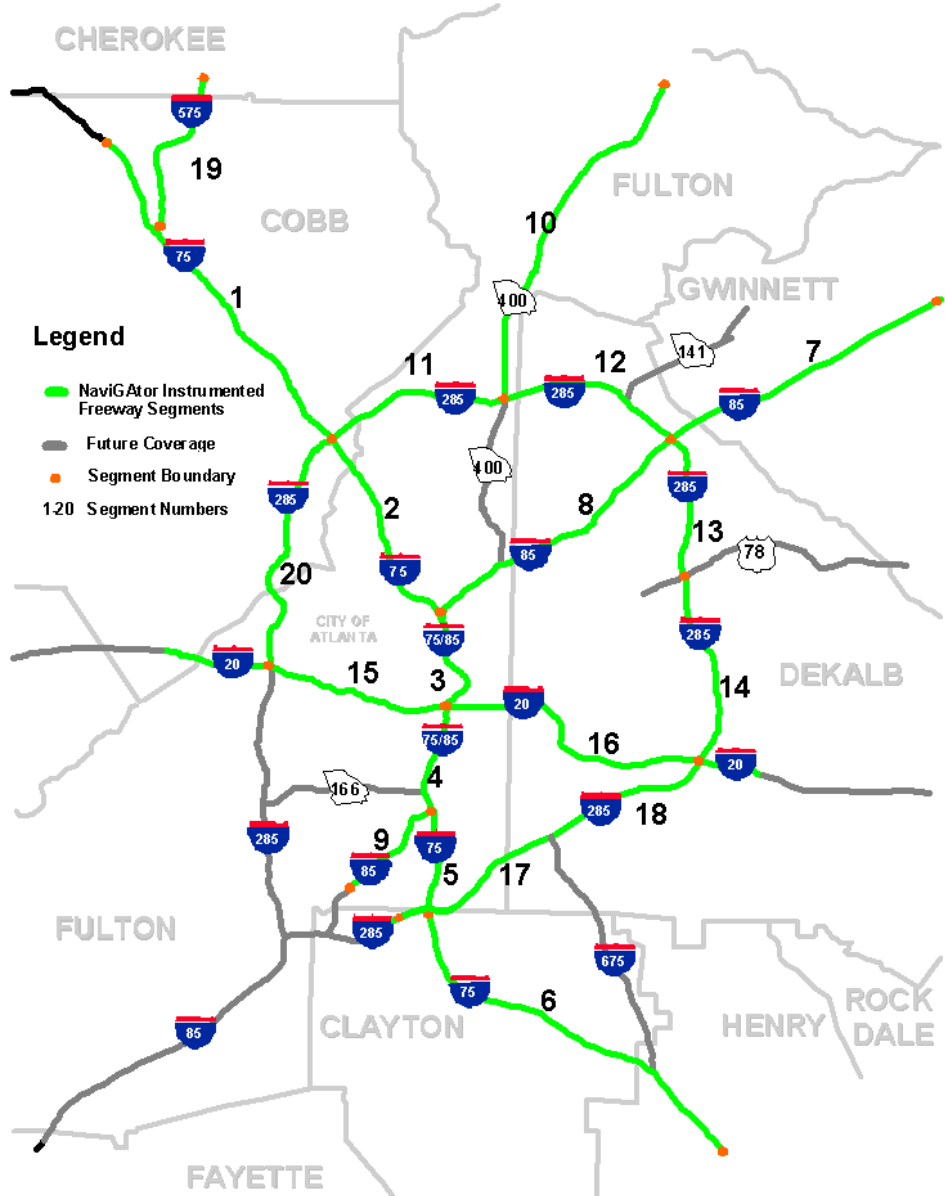 CHEROKEE
575
19
FULTON
COBB
10
75
GWINNETT
1
400
Legend
141
7
11
12
NaviGAtor Instrumented
Freeway Segments
285
285
85
Future Coverage
400
Segment Boundary
285
285
1-20 Segment Numbers
2
8
13
85
78
20
75
CITY OF
ATLANTA
75/85
285
20
15
3
20
14
DEKALB
75/85
16
20
166
4
285
18
285
9
75
85
5
17
FULTON
285
675
75
6
85
CLAYTON
HENRY
ROCK
DALE
FAYETTE